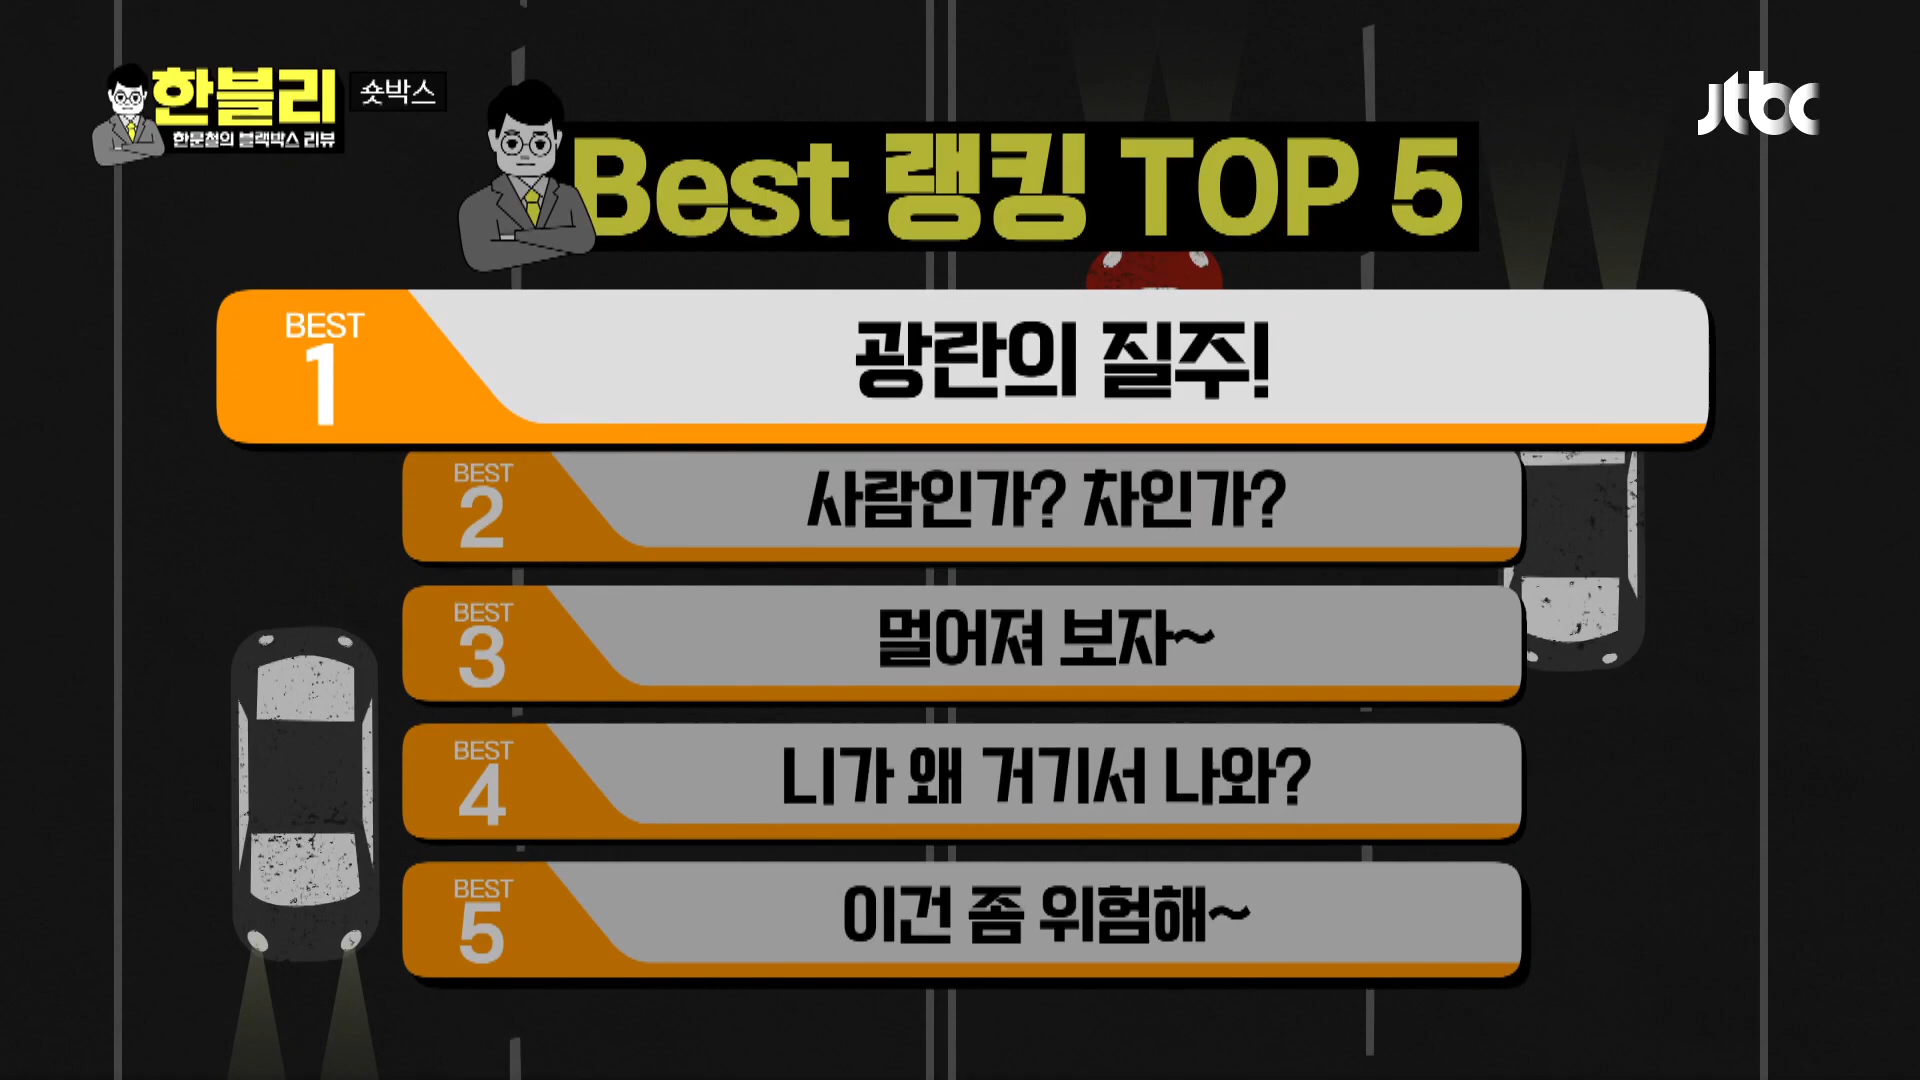 한블리
한문철의 블랙박스 리뷰
숏박스
jtbc
Best 랭킹 TOP 5
BEST
1
광란의 질주!
BEST
2
사람인가? 차인가?
BEST
3
멀어져 보자~
BEST
4
니가 왜 거기서 나와?
BEST
5
이건 좀 위험해~